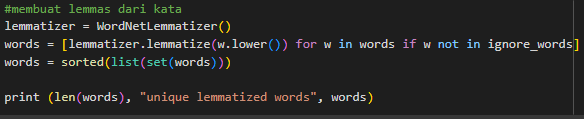 #membuat lemmas dari kata
lemmatizer = WordNetLemmatizer()
words = [lemmatizer.lemmatize(w.lower()) for w in words if w not in ignore_words]
words = sorted(list(set(words)))
print (len(words), "unique lemmatized words", words)